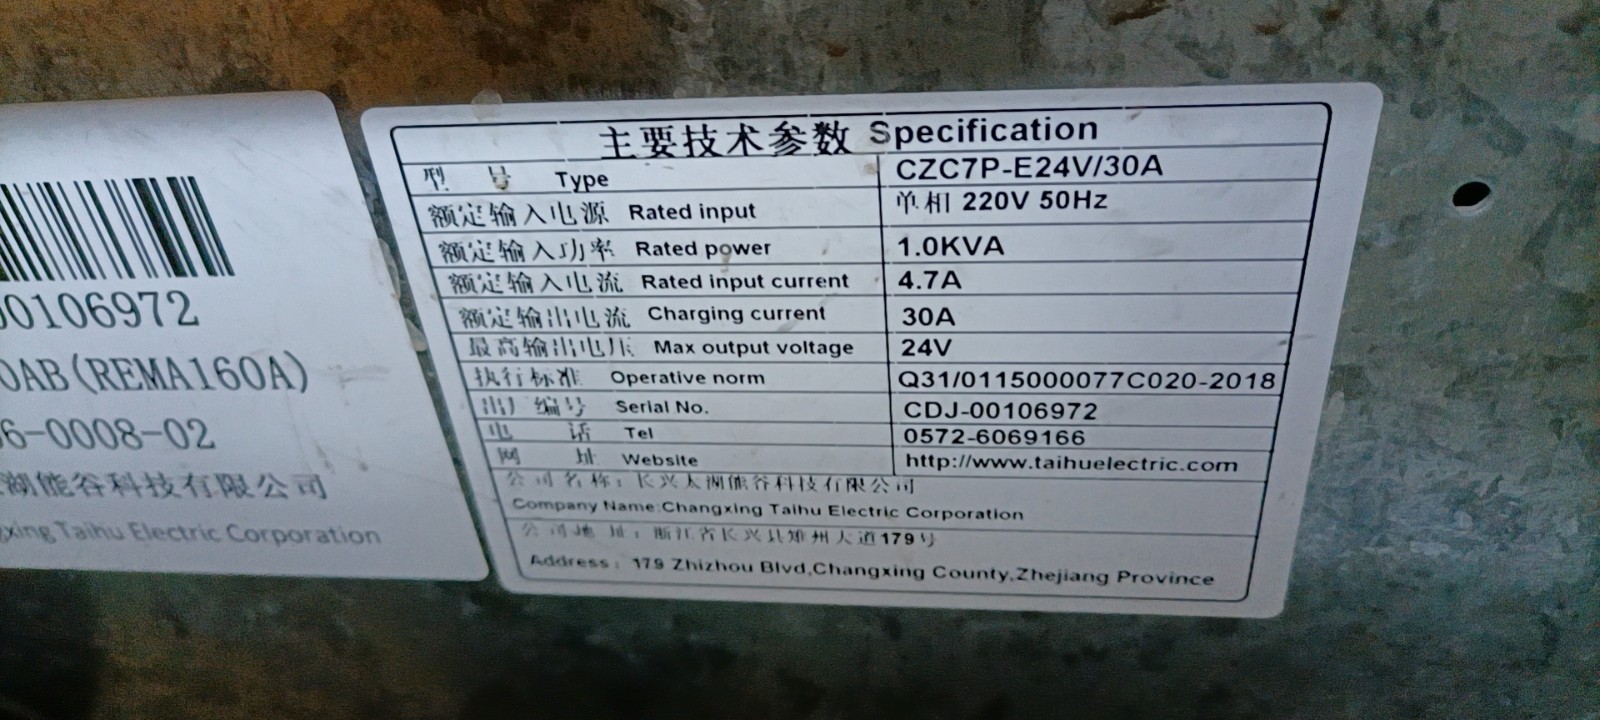 00106972
0AB(REMA160A)
6-0008-02
湖能谷科技有限公司
gxing Taihu Electric Corporation
主要技术参数 Specification
型 号 Type CZC7P-E24V/30A
额定输入电源 Rated input 单相 220V 50Hz
额定输入功率 Rated power 1.0KVA
额定输入电流 Rated input current 4.7A
额定输出电流 Charging current 30A
最高输出电压 Max output voltage 24V
执行标准 Operative norm Q31/0115000077C020-2018
出厂编号 Serial No. CDJ-00106972
电 话 Tel 0572-6069166
网 址 Website http://www.taihuelectric.com
公司名称：长兴太湖能谷科技有限公司
Company Name:Changxing Taihu Electric Corporation
公司地址：浙江省长兴县雉州大道179号
Address：179 Zhizhou Blvd,Changxing County,Zhejiang Province